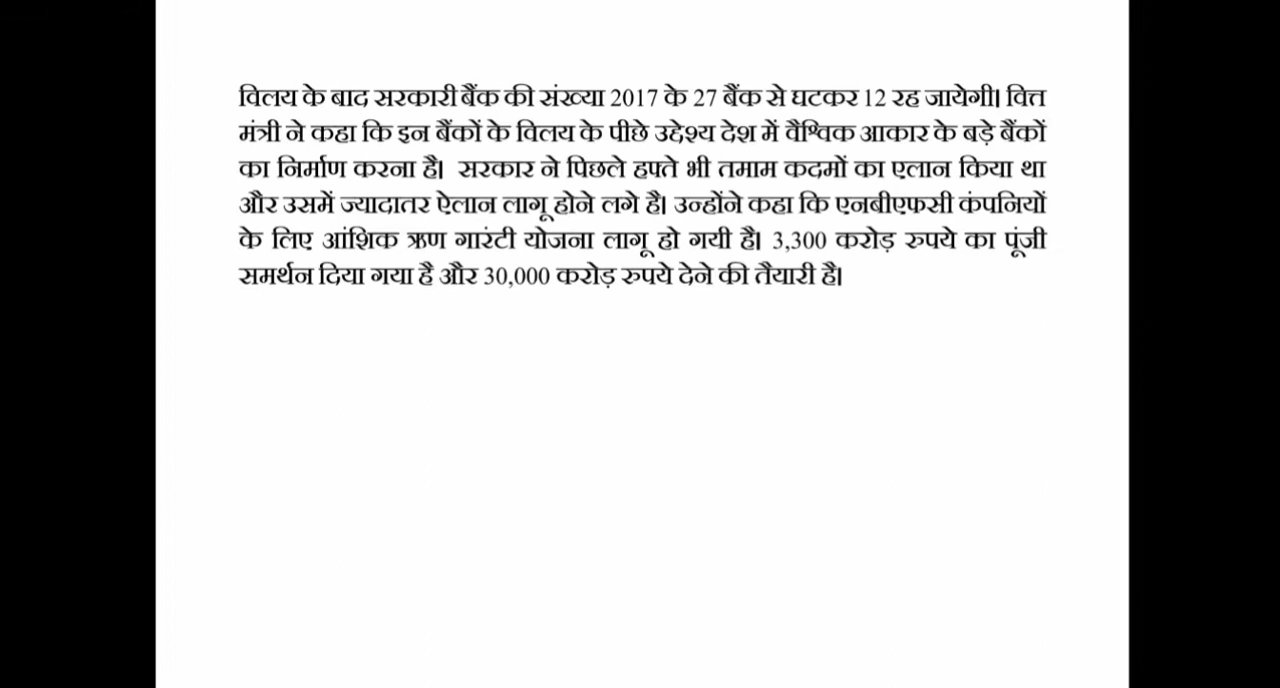 विलय के बाद सरकारी बैंक की संख्या 2017 के 27 बैंक से घटकर 12 रह जायेगी। वित्त
मंत्री ने कहा कि इन बैंकों के विलय के पीछे उद्देश्य देश में वैश्विक आकार के बड़े बैंकों
का निर्माण करना है। सरकार ने पिछले हफ्ते भी तमाम कदमों का एलान किया था
और उसमें ज्यादातर ऐलान लागू होने लगे है। उन्होंने कहा कि एनबीएफसी कंपनियों
के लिए आंशिक ऋण गारंटी योजना लागू हो गयी है। 3,300 करोड़ रुपये का पूंजी
समर्थन दिया गया है और 30,000 करोड़ रुपये देने की तैयारी है।